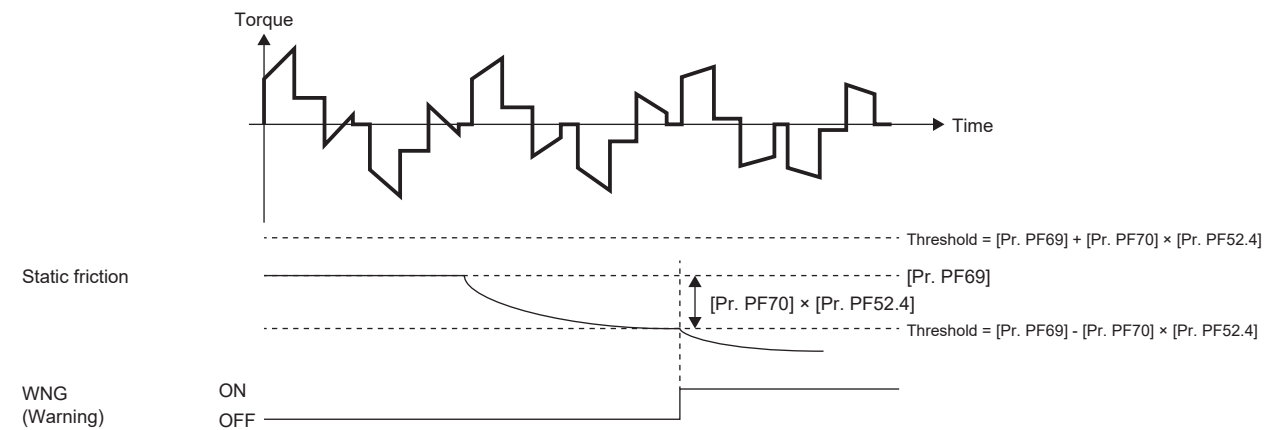 Torque
Time
Threshold = [Pr. PF69] + [Pr. PF70] × [Pr. PF52.4]
Static friction
[Pr. PF69]
[Pr. PF70] × [Pr. PF52.4]
Threshold = [Pr. PF69] - [Pr. PF70] × [Pr. PF52.4]
WNG
(Warning)
ON
OFF